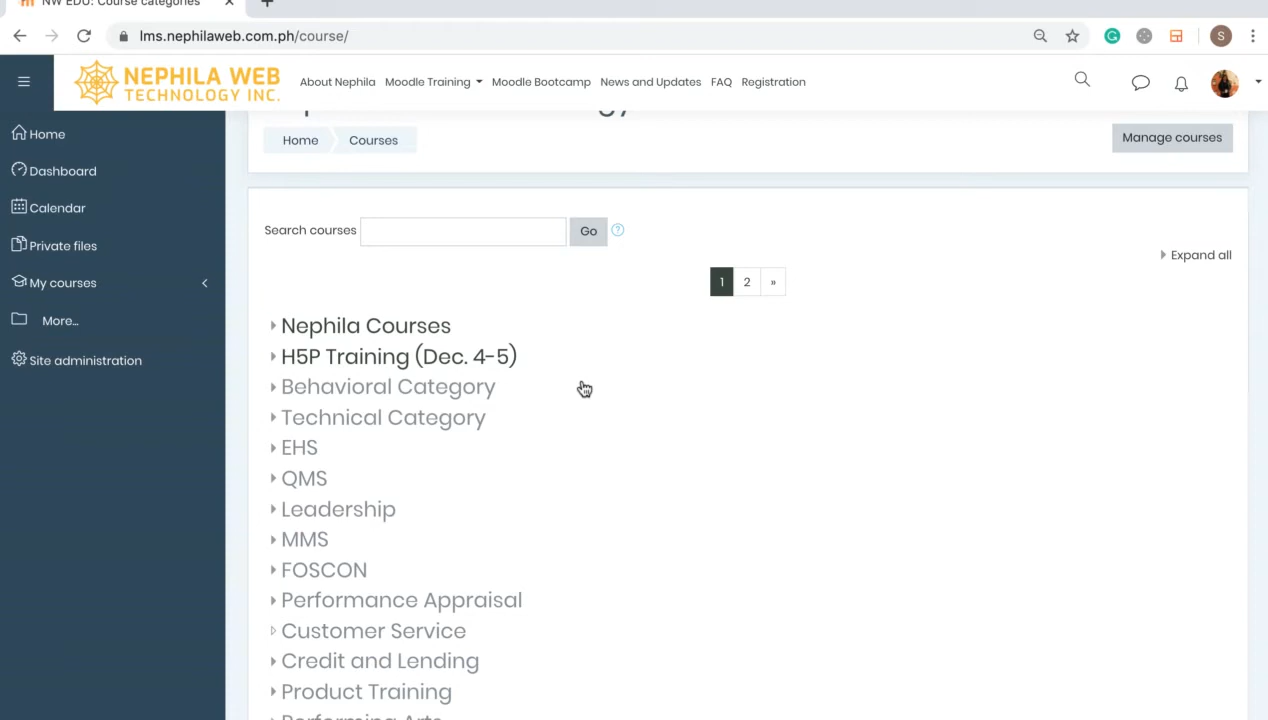 NW EDU: Course categories
lms.nephilaweb.com.ph/course/
S
NEPHILA WEB
TECHNOLOGY INC.
About Nephila Moodle Training Moodle Bootcamp News and Updates FAQ Registration
Home
Dashboard
Calendar
Private files
My courses
More...
Site administration
Home Courses
Manage courses
Search courses Go
Expand all
1 2 »
Nephila Courses
H5P Training (Dec. 4-5)
Behavioral Category
Technical Category
EHS
QMS
Leadership
MMS
FOSCON
Performance Appraisal
Customer Service
Credit and Lending
Product Training
Performing Arts